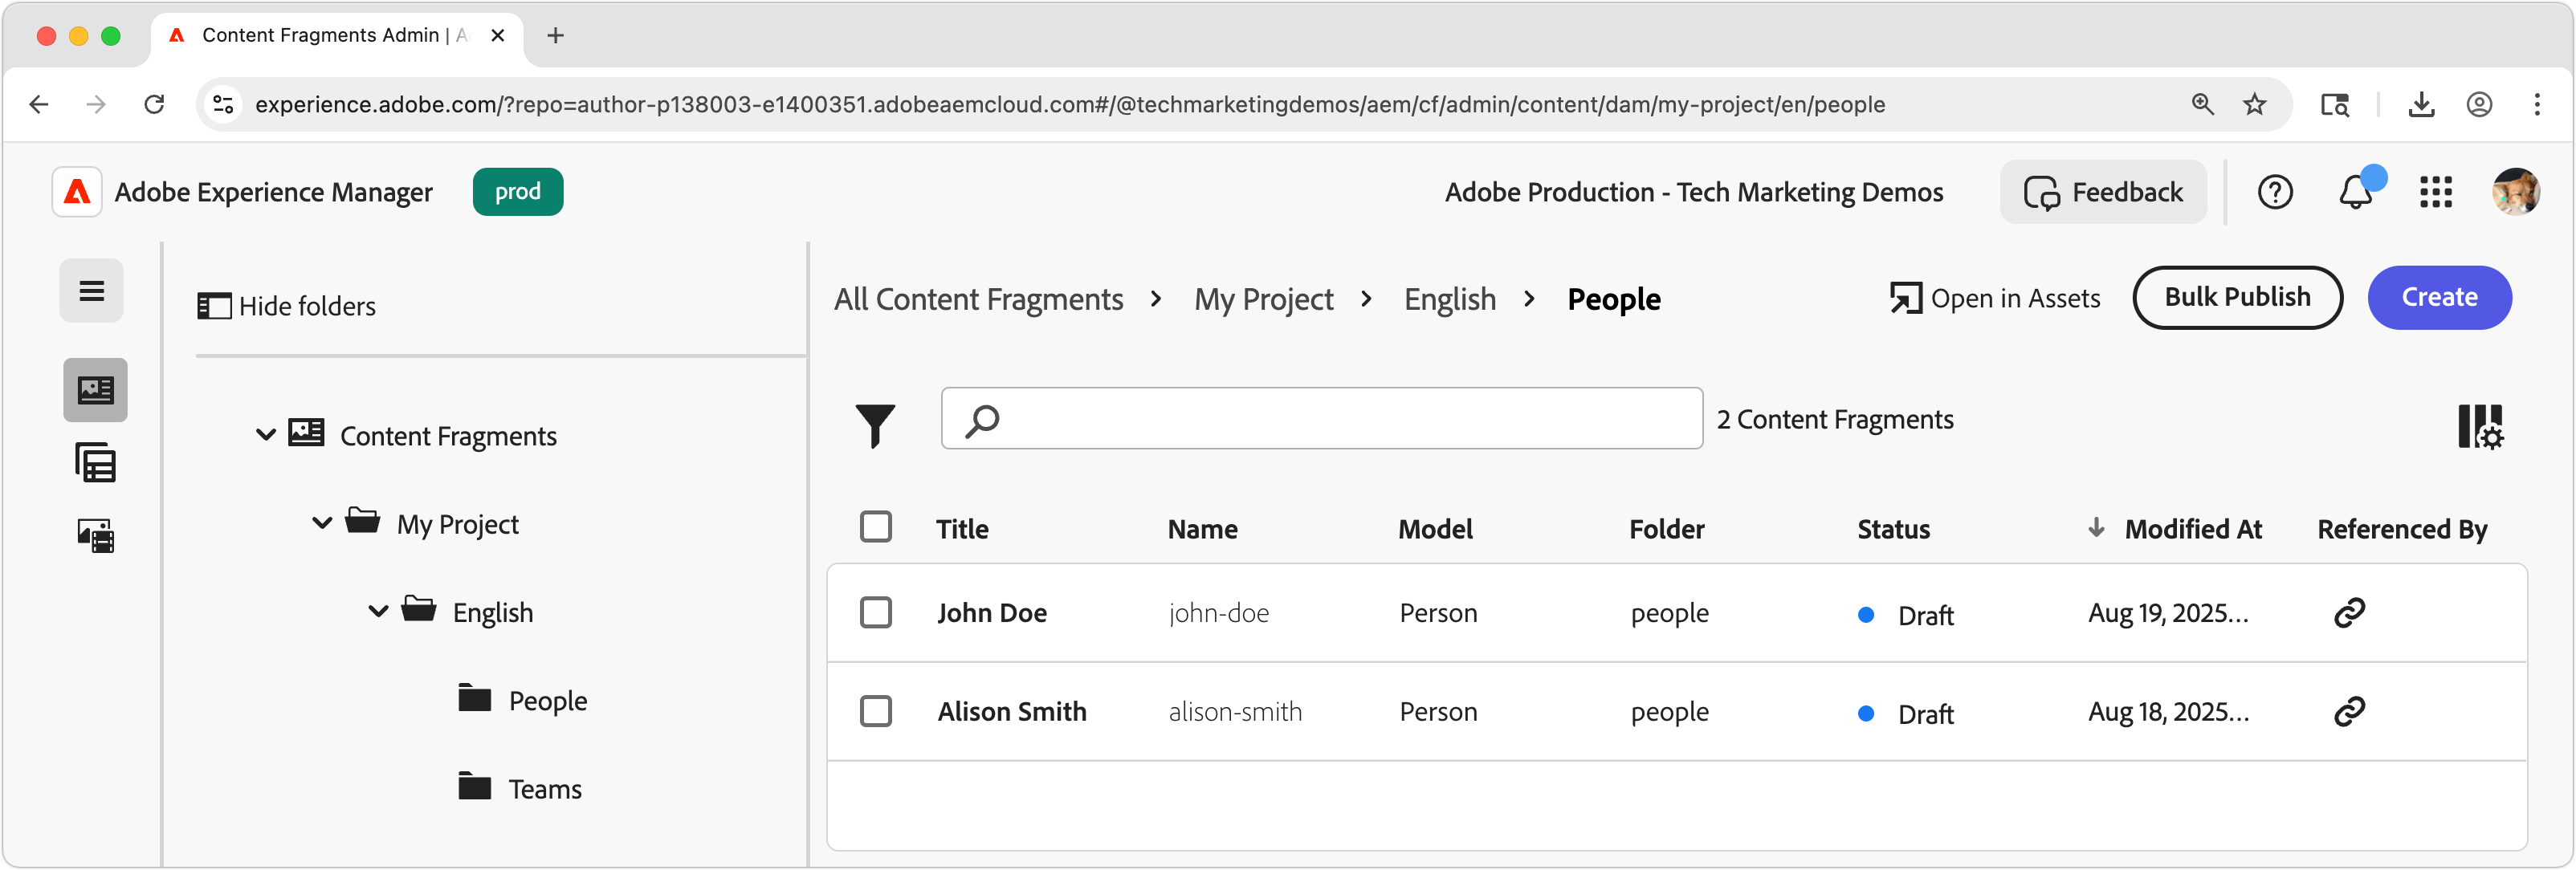 Content Fragments Admin | A
experience.adobe.com/?repo=author-p138003-e1400351.adobeaemcloud.com#/@techmarketingdemos/aem/cf/admin/content/dam/my-project/en/people
Adobe Experience Manager prod Adobe Production - Tech Marketing Demos Feedback
Hide folders
Content Fragments
My Project
English
People
Teams
All Content Fragments > My Project > English > People Open in Assets Bulk Publish Create
2 Content Fragments
Title Name Model Folder Status Modified At Referenced By
John Doe john-doe Person people Draft Aug 19, 2025...
Alison Smith alison-smith Person people Draft Aug 18, 2025...